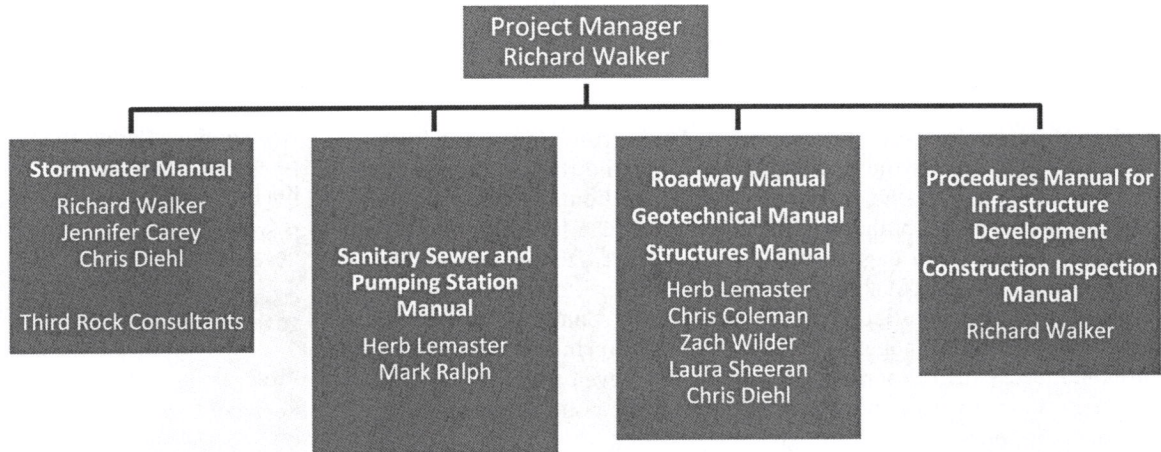 Project Manager
Richard Walker
Stormwater Manual
Richard Walker
Jennifer Carey
Chris Diehl
Third Rock Consultants
Sanitary Sewer and
Pumping Station
Manual
Herb Lemaster
Mark Ralph
Roadway Manual
Geotechnical Manual
Structures Manual
Herb Lemaster
Chris Coleman
Zach Wilder
Laura Sheeran
Chris Diehl
Procedures Manual for
Infrastructure
Development
Construction Inspection
Manual
Richard Walker